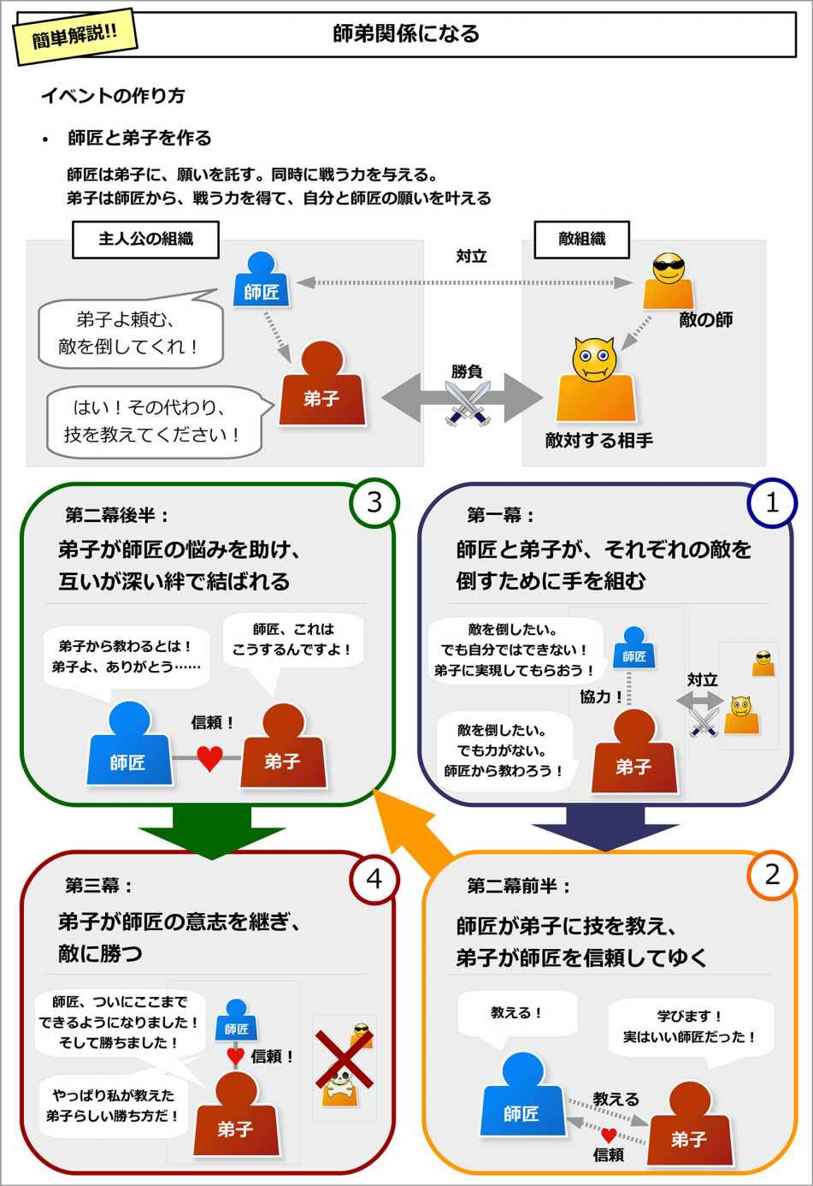 簡単解説!!
師弟関係になる
イベントの作り方
• 師匠と弟子を作る
師匠は弟子に、願いを託す。同時に戦う力を与える。
弟子は師匠から、戦う力を得て、自分と師匠の願いを叶える
主人公の組織
敵組織
師匠
対立
敵の師
弟子よ頼む、
敵を倒してくれ！
はい！その代わり、
技を教えてください！
弟子
勝負
敵対する相手
1
第一幕：
師匠と弟子が、それぞれの敵を
倒すために手を組む
敵を倒したい。
でも自分ではできない！
弟子に実現してもらおう！
師匠
協力！
対立
敵を倒したい。
でも力がない。
師匠から教わろう！
弟子
2
第二幕前半：
師匠が弟子に技を教え、
弟子が師匠を信頼してゆく
教える！
学びます！
実はいい師匠だった！
師匠
教える
信頼
弟子
3
第二幕後半：
弟子が師匠の悩みを助け、
互いが深い絆で結ばれる
弟子から教わるとは！
弟子よ、ありがとう……
師匠、これは
こうするんですよ！
師匠
信頼！
弟子
4
第三幕：
弟子が師匠の意志を継ぎ、
敵に勝つ
師匠、ついにここまで
できるようになりました！
そして勝ちました！
師匠
信頼！
やっぱり私が教えた
弟子らしい勝ち方だ！
弟子